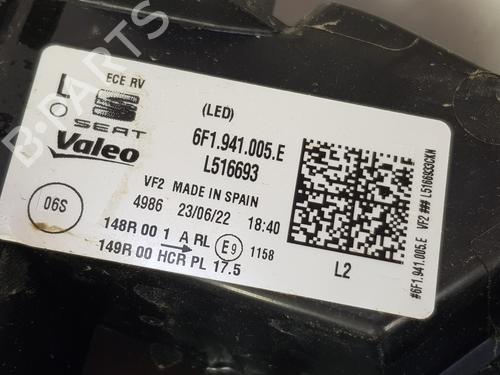 L ECE RV
O
SEAT
Valeo
(LED)
6F1.941.005.E
L516693
VF2 MADE IN SPAIN
4986 23/06/22 18:40
06S
148R 00 1 A RL
149R 00 HCR PL 17.5
E9 1158
L2
#6F1.941.005.E VF2 ### L5166933CXN
B-PARTS